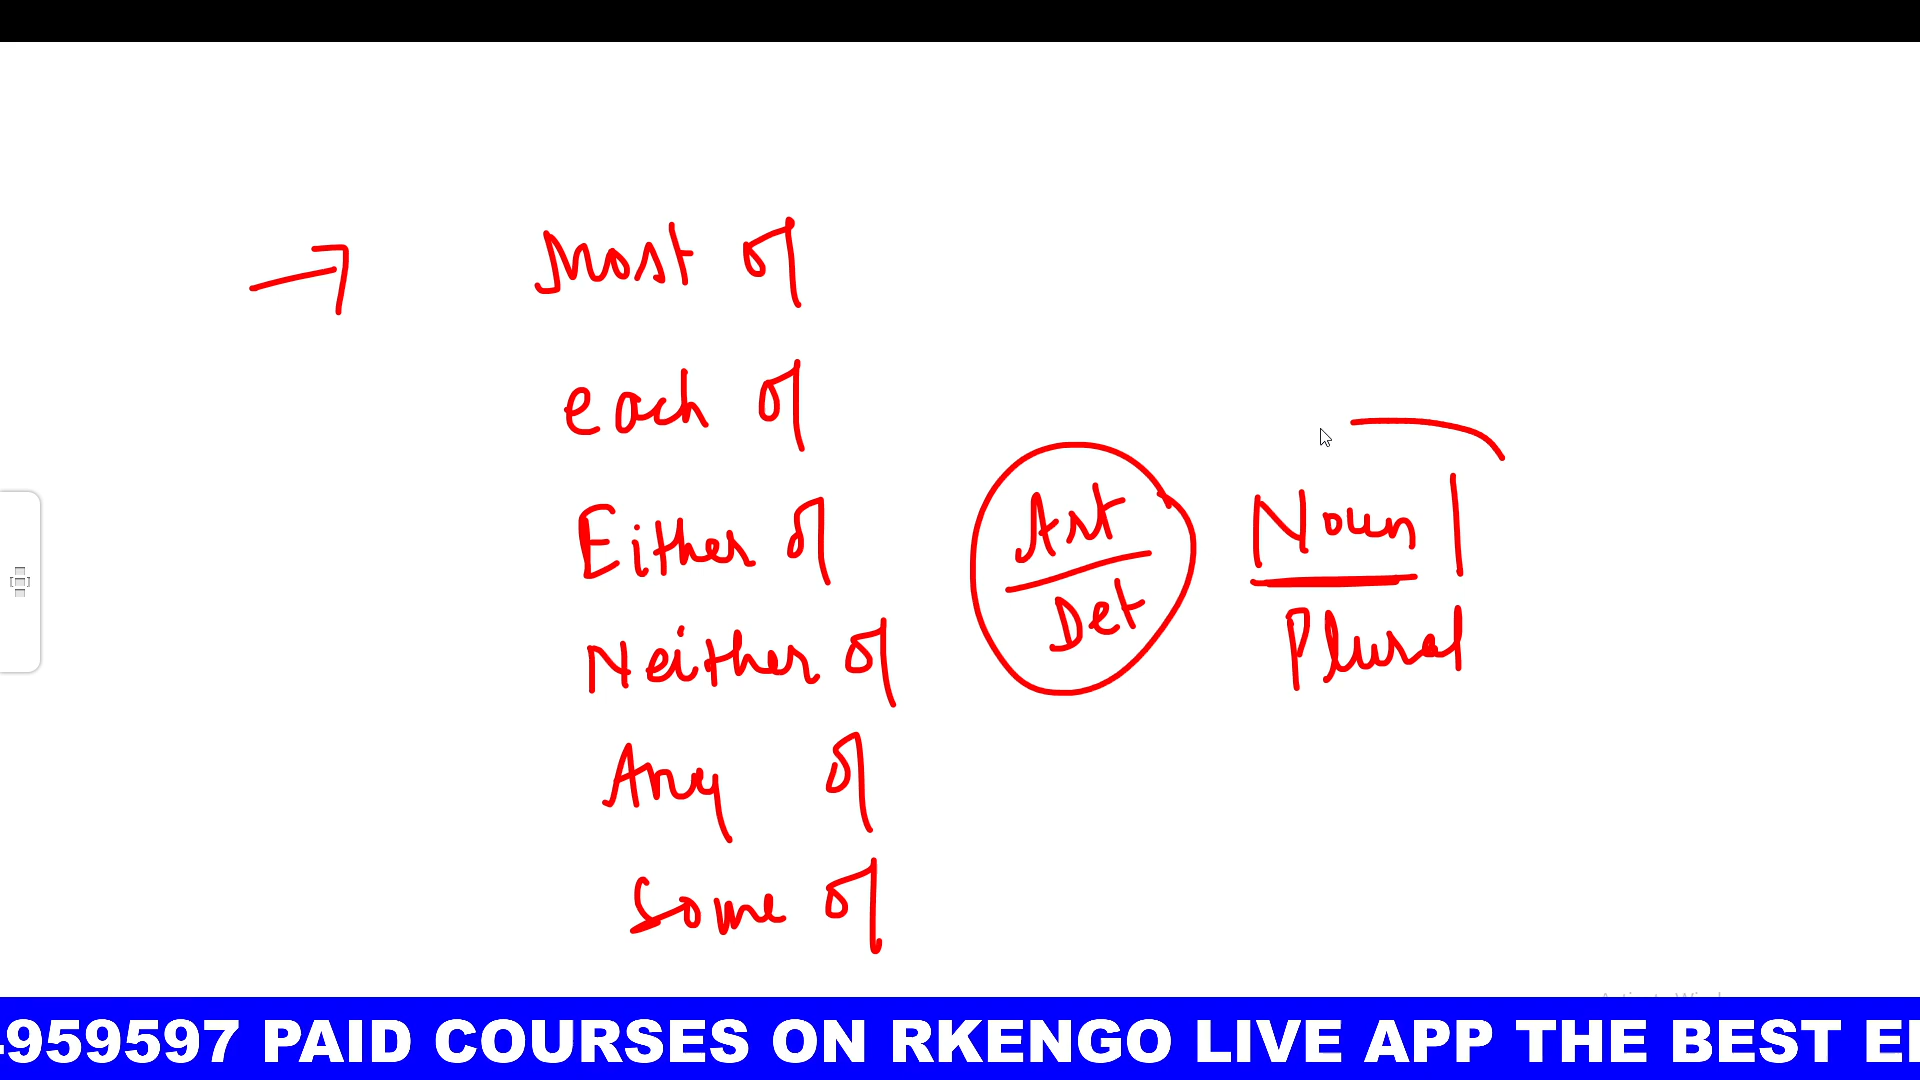 → Most of
each of
Either of
Neither of
Any of
Some of
Art
Det
Noun
Plural
4959597 PAID COURSES ON RKENGO LIVE APP THE BEST